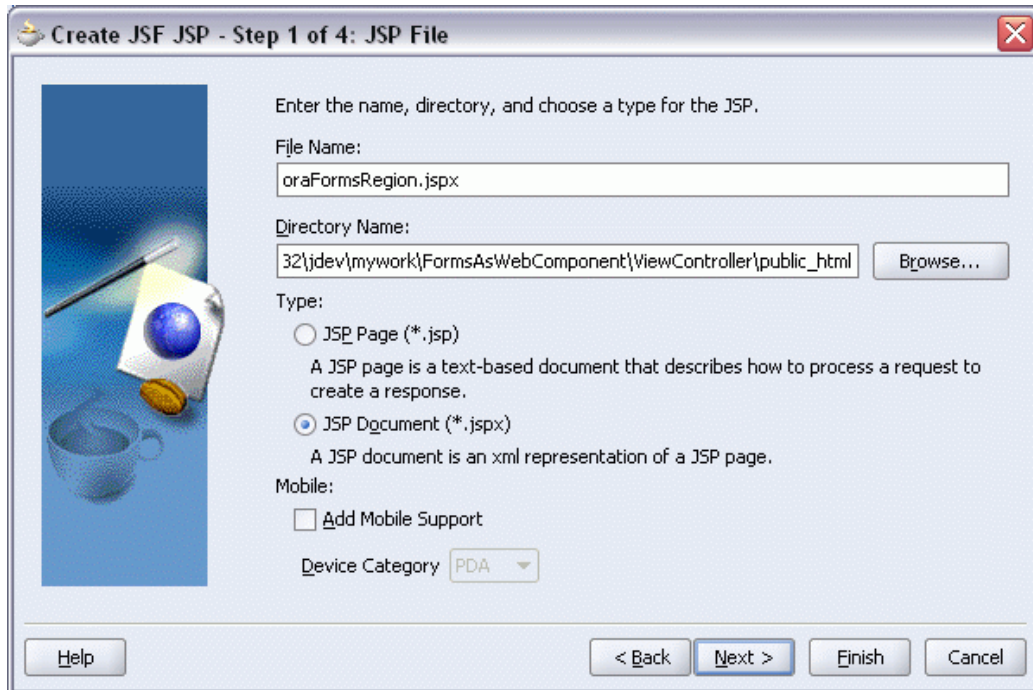 Create JSF JSP - Step 1 of 4: JSP File
Enter the name, directory, and choose a type for the JSP.
File Name:
oraFormsRegion.jspx
Directory Name:
32\jdev\mywork\FormsAsWebComponent\ViewController\public_html
Browse...
Type:
JSP Page (*.jsp)
A JSP page is a text-based document that describes how to process a request to
create a response.
JSP Document (*.jspx)
A JSP document is an xml representation of a JSP page.
Mobile:
Add Mobile Support
Device Category PDA
Help
< Back
Next >
Finish
Cancel